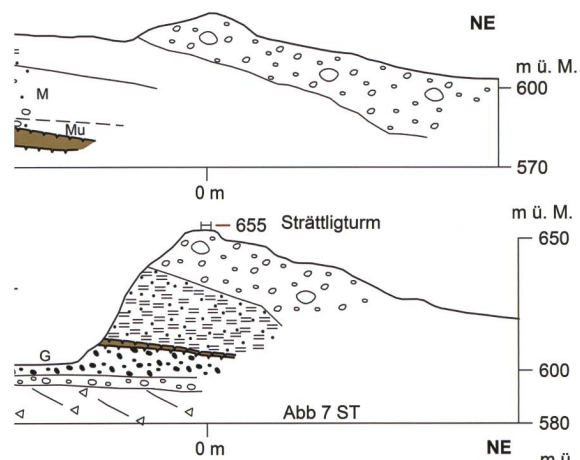 NE
m ü. M.
600
M
Mu
570
0 m
m ü. M.
655 Strättligturm
650
G
600
Abb 7 ST
580
0 m
NE
m ü